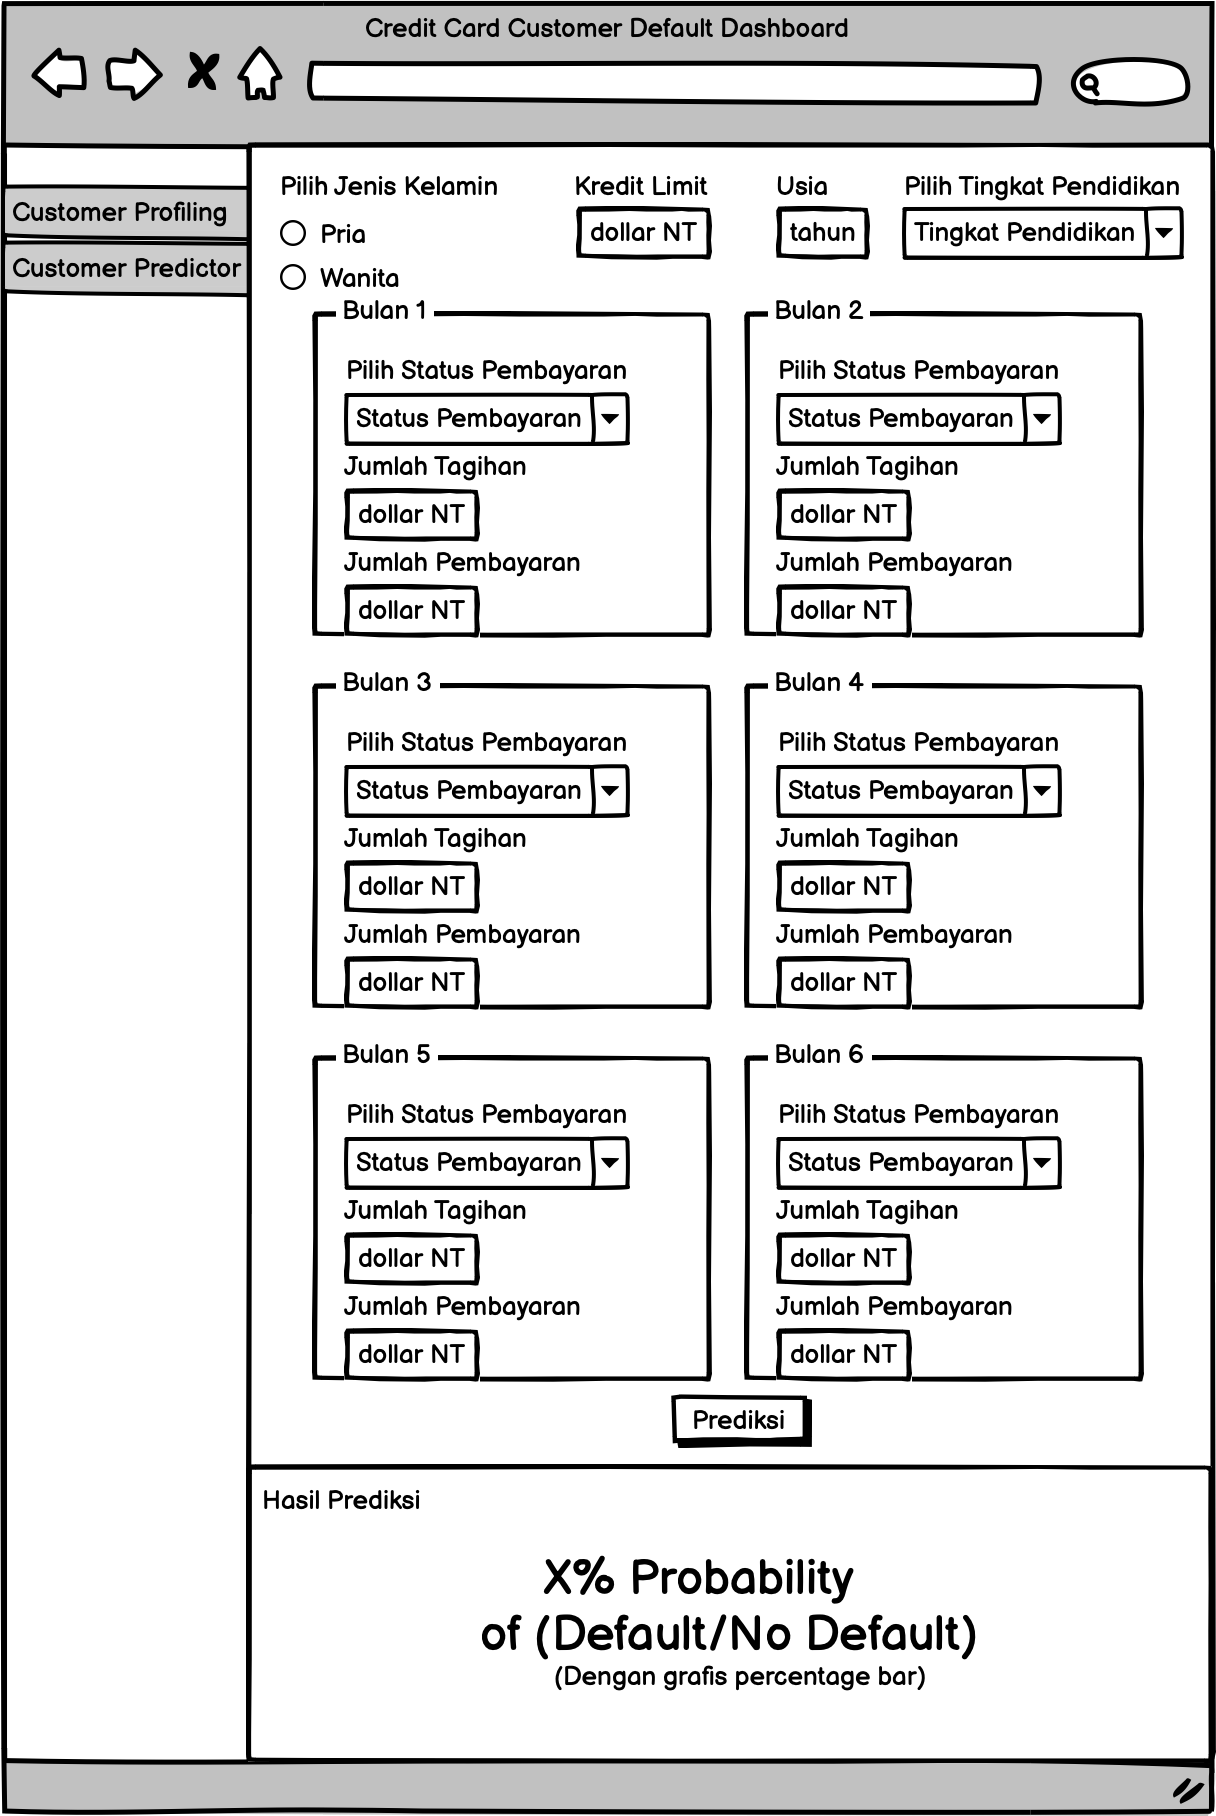 Credit Card Customer Default Dashboard
Customer Profiling
Customer Predictor
Pilih Jenis Kelamin
Pria
Wanita
Kredit Limit
dollar NT
Usia
tahun
Pilih Tingkat Pendidikan
Tingkat Pendidikan
Bulan 1
Pilih Status Pembayaran
Status Pembayaran
Jumlah Tagihan
dollar NT
Jumlah Pembayaran
dollar NT
Bulan 2
Pilih Status Pembayaran
Status Pembayaran
Jumlah Tagihan
dollar NT
Jumlah Pembayaran
dollar NT
Bulan 3
Pilih Status Pembayaran
Status Pembayaran
Jumlah Tagihan
dollar NT
Jumlah Pembayaran
dollar NT
Bulan 4
Pilih Status Pembayaran
Status Pembayaran
Jumlah Tagihan
dollar NT
Jumlah Pembayaran
dollar NT
Bulan 5
Pilih Status Pembayaran
Status Pembayaran
Jumlah Tagihan
dollar NT
Jumlah Pembayaran
dollar NT
Bulan 6
Pilih Status Pembayaran
Status Pembayaran
Jumlah Tagihan
dollar NT
Jumlah Pembayaran
dollar NT
Prediksi
Hasil Prediksi
X% Probability
of (Default/No Default)
(Dengan grafis percentage bar)